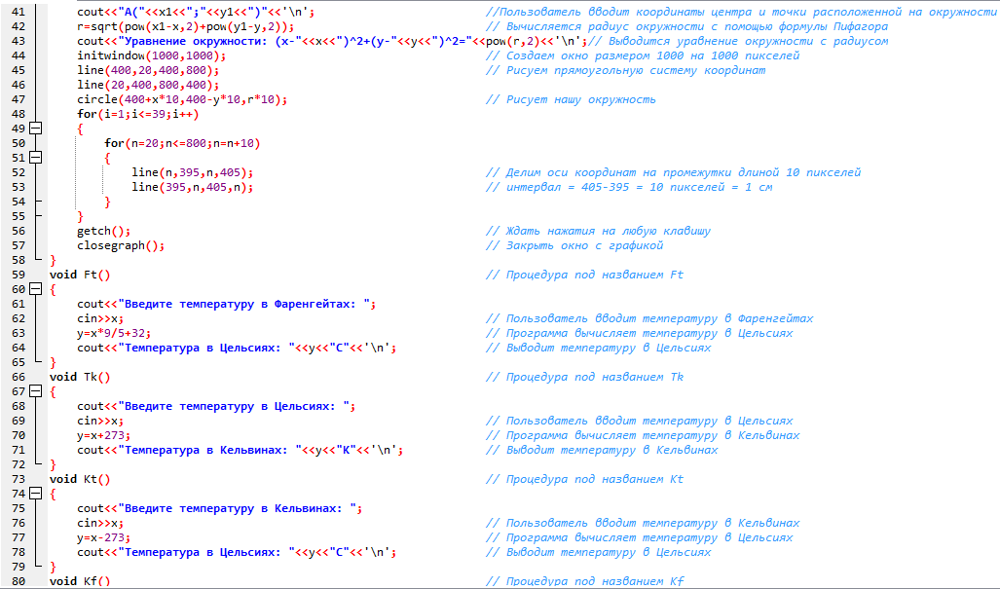 41 cout<<"A("<<x1<<";"<<y1<<")"<<'\n'; //Пользователь вводит координаты центра и точки расположенной на окружности
42 r=sqrt(pow(x1-x,2)+pow(y1-y,2)); // Вычисляется радиус окружности с помощью формулы Пифагора
43 cout<<"Уравнение окружности: (x-"<<x<<")^2+(y-"<<y<<")^2="<<pow(r,2)<<'\n';// Выводится уравнение окружности с радиусом
44 initwindow(1000,1000); // Создаем окно размером 1000 на 1000 пикселей
45 line(400,20,400,800); // Рисуем прямоугольную систему координат
46 line(20,400,800,400);
47 circle(400+x*10,400-y*10,r*10); // Рисует нашу окружность
48 for(i=1;i<=39;i++)
49 {
50 for(n=20;n<=800;n=n+10)
51 {
52 line(n,395,n,405); // Делим оси координат на промежутки длиной 10 пикселей
53 line(395,n,405,n); // интервал = 405-395 = 10 пикселей = 1 см
54 }
55 }
56 getch(); // Ждать нажатия на любую клавишу
57 closegraph(); // Закрыть окно с графикой
58 }
59 void Ft() // Процедура под названием Ft
60 {
61 cout<<"Введите температуру в Фаренгейтах: ";
62 cin>>x; // Пользователь вводит температуру в Фаренгейтах
63 y=x*9/5+32; // Программа вычисляет температуру в Цельсиях
64 cout<<"Температура в Цельсиях: "<<y<<"C"<<'\n'; // Выводит температуру в Цельсиях
65 }
66 void Tk() // Процедура под названием Tk
67 {
68 cout<<"Введите температуру в Цельсиях: ";
69 cin>>x; // Пользователь вводит температуру в Цельсиях
70 y=x+273; // Программа вычисляет температуру в Кельвинах
71 cout<<"Температура в Кельвинах: "<<y<<"K"<<'\n'; // Выводит температуру в Кельвинах
72 }
73 void Kt() // Процедура под названием Kt
74 {
75 cout<<"Введите температуру в Кельвинах: ";
76 cin>>x; // Пользователь вводит температуру в Кельвинах
77 y=x-273; // Программа вычисляет температуру в Цельсиях
78 cout<<"Температура в Цельсиях: "<<y<<"C"<<'\n'; // Выводит температуру в Цельсиях
79 }
80 void Kf() // Процедура под названием Kf